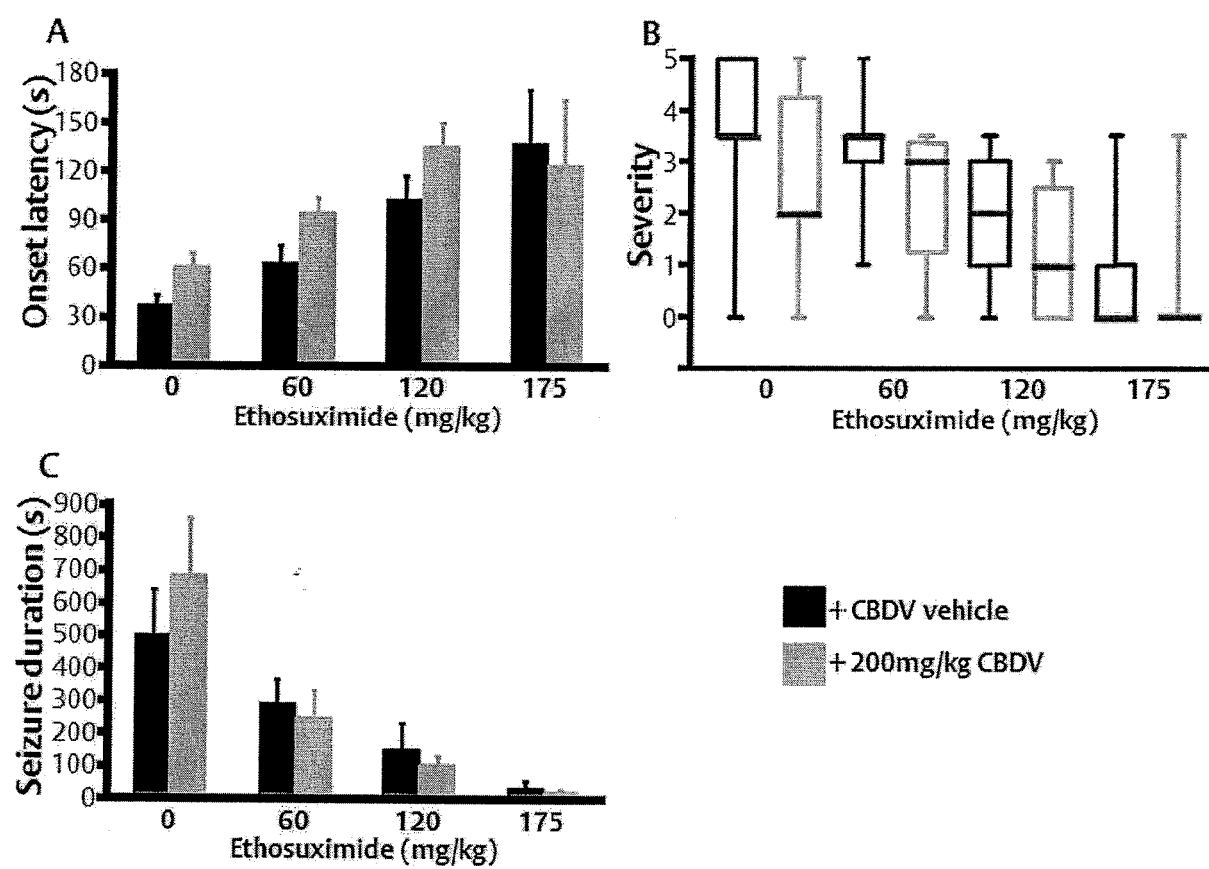 A
Onset latency (s)
180
150
120
90
60
30
0
0 60 120 175
Ethosuximide (mg/kg)
B
Severity
5
4
3
2
1
0
0 60 120 175
Ethosuximide (mg/kg)
C
Seizure duration (s)
900
800
700
600
500
400
300
200
100
0
0 60 120 175
Ethosuximide (mg/kg)
+ CBDV vehicle
+ 200mg/kg CBDV